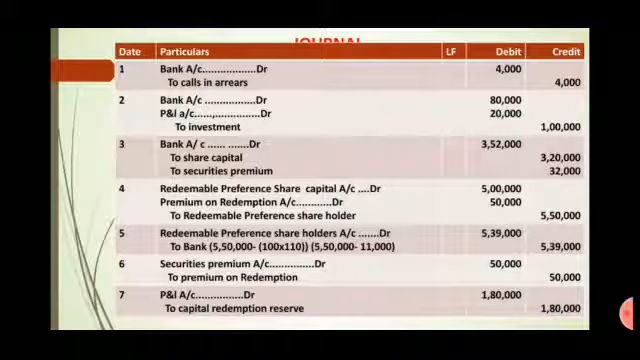 JOURNAL
Date Particulars LF Debit Credit
1 Bank A/c..................Dr 4,000
To calls in arrears 4,000
2 Bank A/c .................Dr 80,000
P&l a/c......,..............Dr 20,000
To investment 1,00,000
3 Bank A/ c ...... .......Dr 3,52,000
To share capital 3,20,000
To securities premium 32,000
4 Redeemable Preference Share capital A/c ....Dr 5,00,000
Premium on Redemption A/c............Dr 50,000
To Redeemable Preference share holder 5,50,000
5 Redeemable Preference share holders A/c .......Dr 5,39,000
To Bank (5,50,000- (100x110)) (5,50,000- 11,000) 5,39,000
6 Securities premium A/c...............Dr 50,000
To premium on Redemption 50,000
7 P&l A/c................Dr 1,80,000
To capital redemption reserve 1,80,000